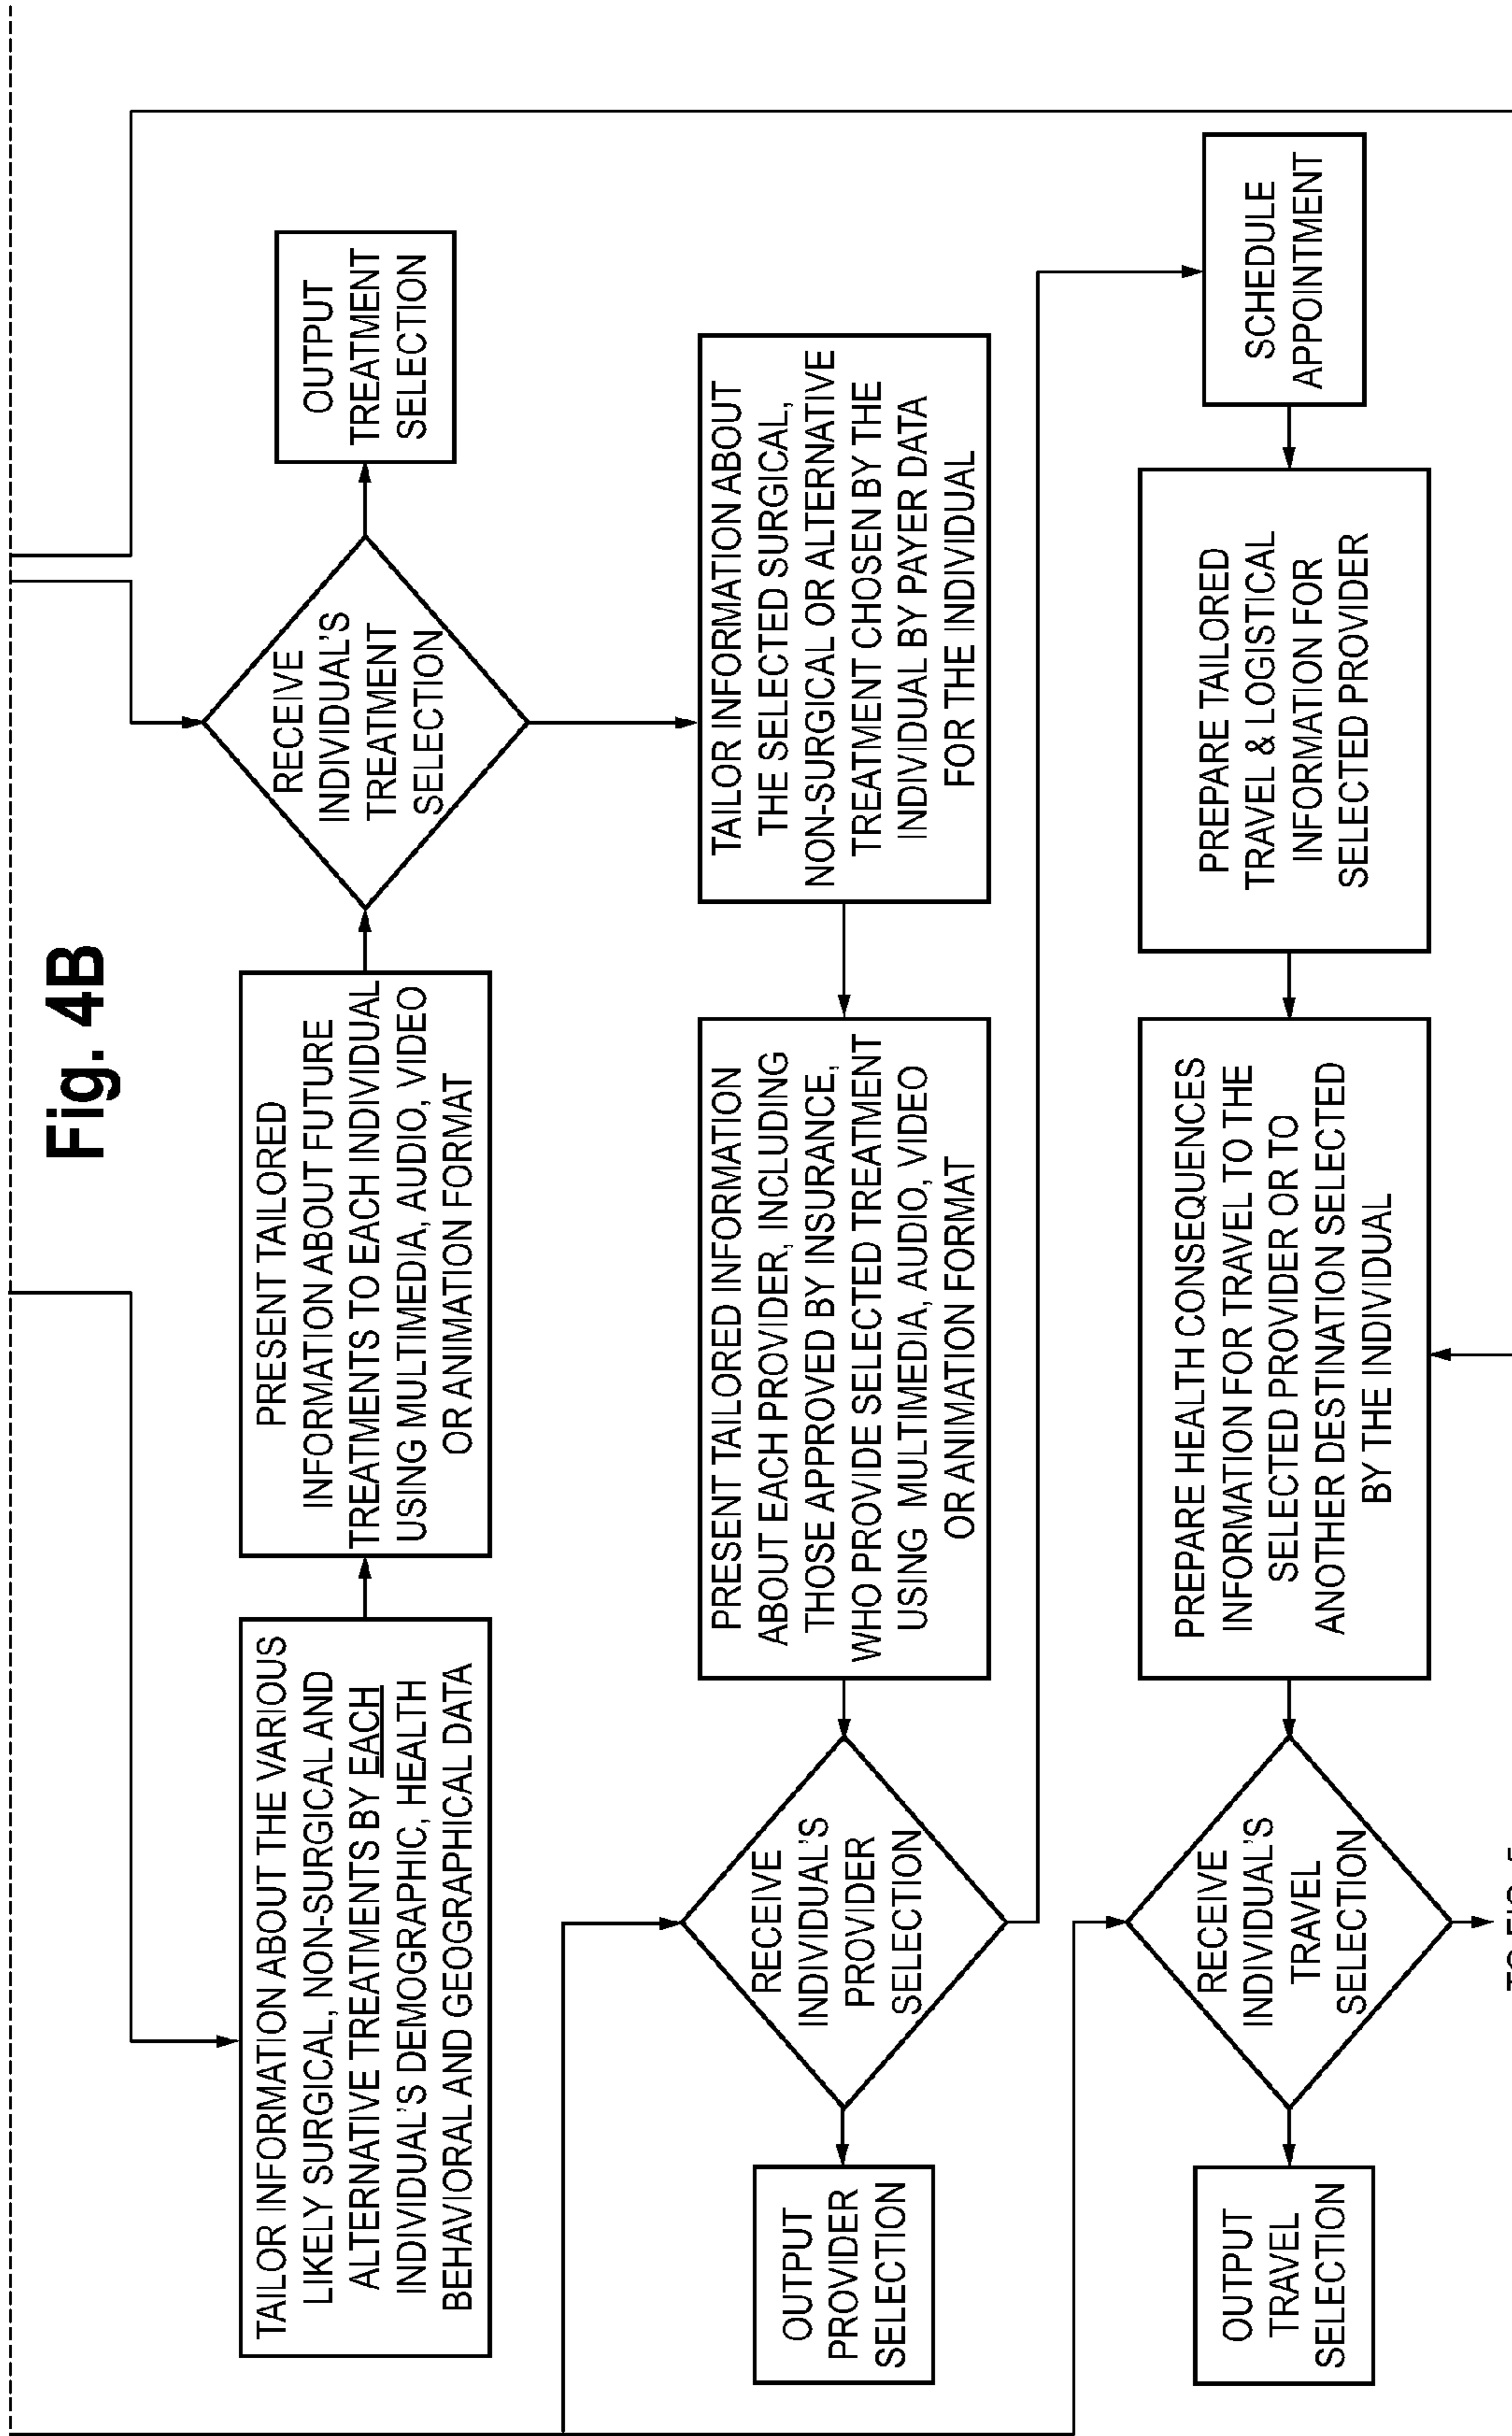 Fig. 4B
TAILOR INFORMATION ABOUT THE VARIOUS
LIKELY SURGICAL, NON-SURGICAL AND
ALTERNATIVE TREATMENTS BY EACH
INDIVIDUAL'S DEMOGRAPHIC, HEALTH
BEHAVIORAL AND GEOGRAPHICAL DATA
PRESENT TAILORED
INFORMATION ABOUT FUTURE
TREATMENTS TO EACH INDIVIDUAL
USING MULTIMEDIA, AUDIO, VIDEO
OR ANIMATION FORMAT
RECEIVE
INDIVIDUAL'S
TREATMENT
SELECTION
OUTPUT
TREATMENT
SELECTION
TAILOR INFORMATION ABOUT
THE SELECTED SURGICAL,
NON-SURGICAL OR ALTERNATIVE
TREATMENT CHOSEN BY THE
INDIVIDUAL BY PAYER DATA
FOR THE INDIVIDUAL
PRESENT TAILORED INFORMATION
ABOUT EACH PROVIDER, INCLUDING
THOSE APPROVED BY INSURANCE,
WHO PROVIDE SELECTED TREATMENT
USING MULTIMEDIA, AUDIO, VIDEO
OR ANIMATION FORMAT
RECEIVE
INDIVIDUAL'S
PROVIDER
SELECTION
OUTPUT
PROVIDER
SELECTION
SCHEDULE
APPOINTMENT
PREPARE TAILORED
TRAVEL & LOGISTICAL
INFORMATION FOR
SELECTED PROVIDER
PREPARE HEALTH CONSEQUENCES
INFORMATION FOR TRAVEL TO THE
SELECTED PROVIDER OR TO
ANOTHER DESTINATION SELECTED
BY THE INDIVIDUAL
RECEIVE
INDIVIDUAL'S
TRAVEL
SELECTION
OUTPUT
TRAVEL
SELECTION